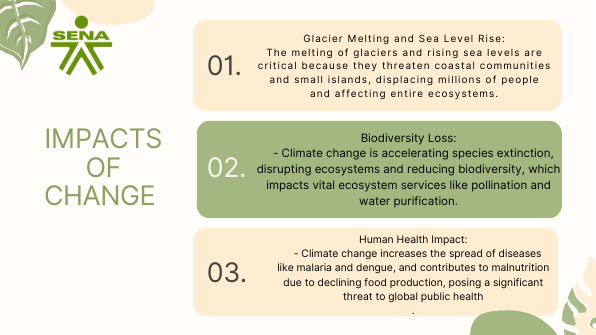 SENA
IMPACTS
OF
CHANGE
01.
Glacier Melting and Sea Level Rise:
The melting of glaciers and rising sea levels are
critical because they threaten coastal communities
and small islands, displacing millions of people
and affecting entire ecosystems.
02.
Biodiversity Loss:
- Climate change is accelerating species extinction,
disrupting ecosystems and reducing biodiversity, which
impacts vital ecosystem services like pollination and
water purification.
03.
Human Health Impact:
- Climate change increases the spread of diseases
like malaria and dengue, and contributes to malnutrition
due to declining food production, posing a significant
threat to global public health
.